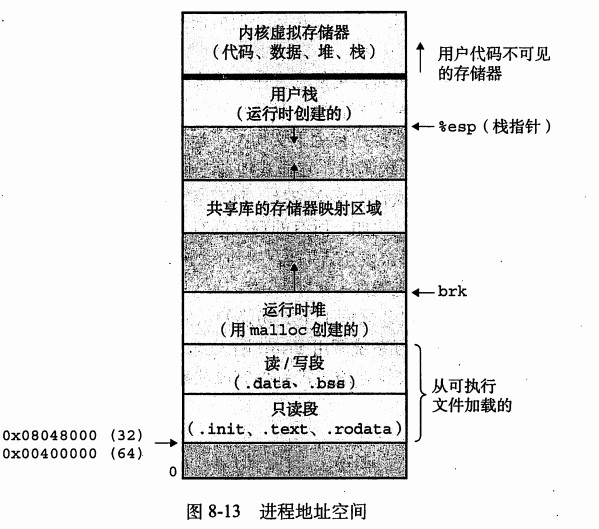 内核虚拟存储器
(代码、数据、堆、栈)
用户代码不可见
的存储器
用户栈
(运行时创建的)
%esp(栈指针)
共享库的存储器映射区域
brk
运行时堆
(用 malloc 创建的)
读/写段
(.data、.bss)
从可执行
文件加载的
只读段
(.init、.text、.rodata)
0x08048000 (32)
0x00400000 (64)
0
图 8-13 进程地址空间